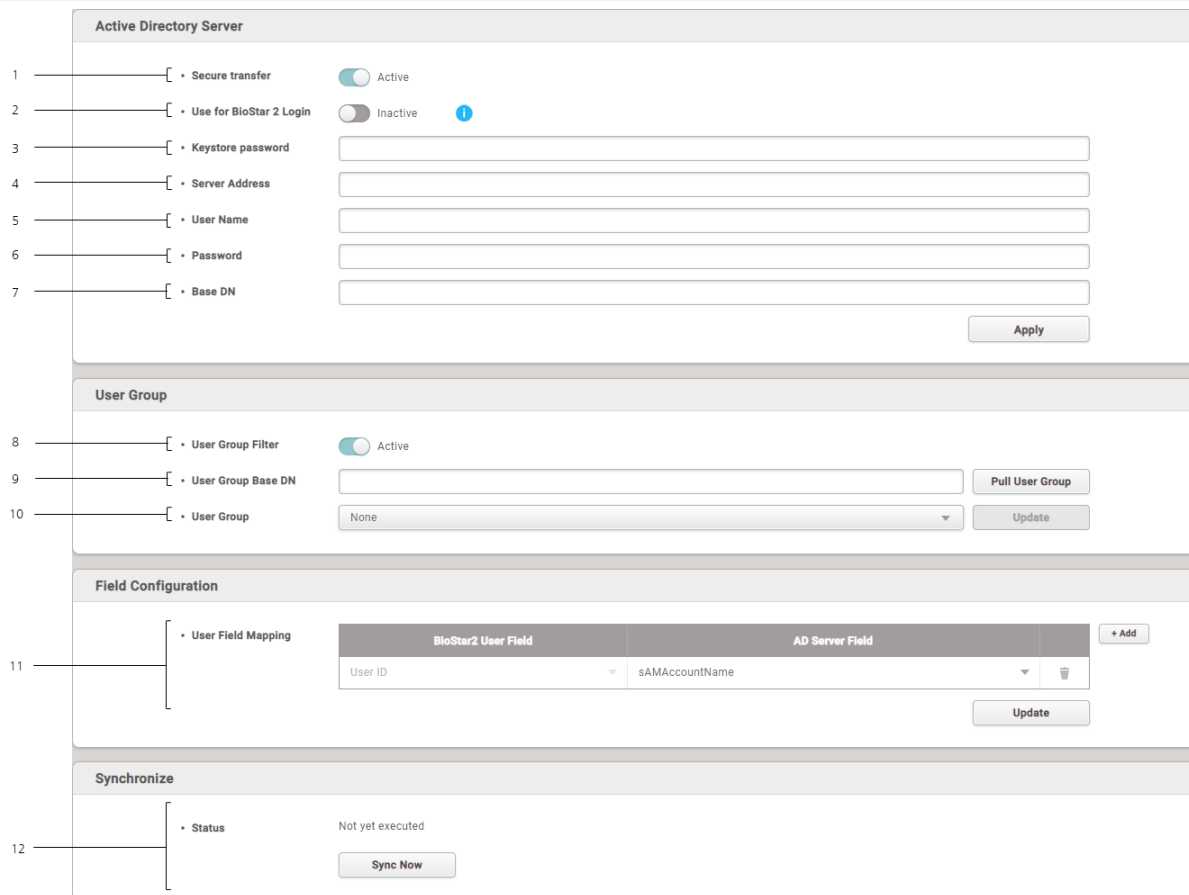 Active Directory Server
1 • Secure transfer Active
2 • Use for BioStar 2 Login Inactive i
3 • Keystore password
4 • Server Address
5 • User Name
6 • Password
7 • Base DN
Apply
User Group
8 • User Group Filter Active
9 • User Group Base DN Pull User Group
10 • User Group None Update
Field Configuration
• User Field Mapping BioStar2 User Field AD Server Field + Add
11 User ID sAMAccountName
Update
Synchronize
• Status Not yet executed
12
Sync Now